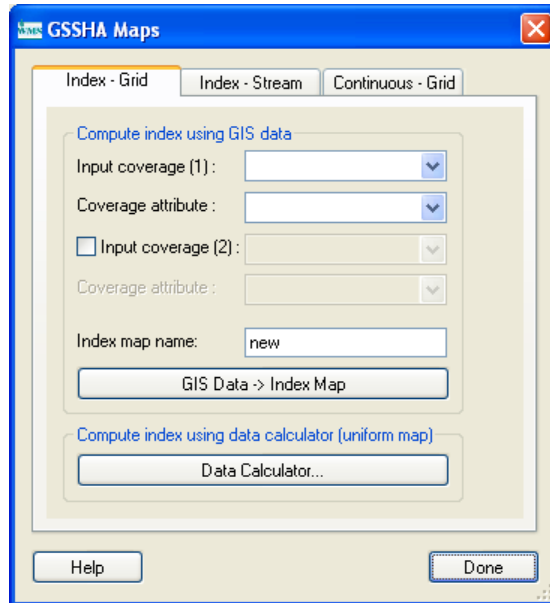 WMS GSSHA Maps
Index - Grid
Index - Stream
Continuous - Grid
Compute index using GIS data
Input coverage (1) :
Coverage attribute :
Input coverage (2) :
Coverage attribute :
Index map name:
new
GIS Data -> Index Map
Compute index using data calculator (uniform map)
Data Calculator...
Help
Done